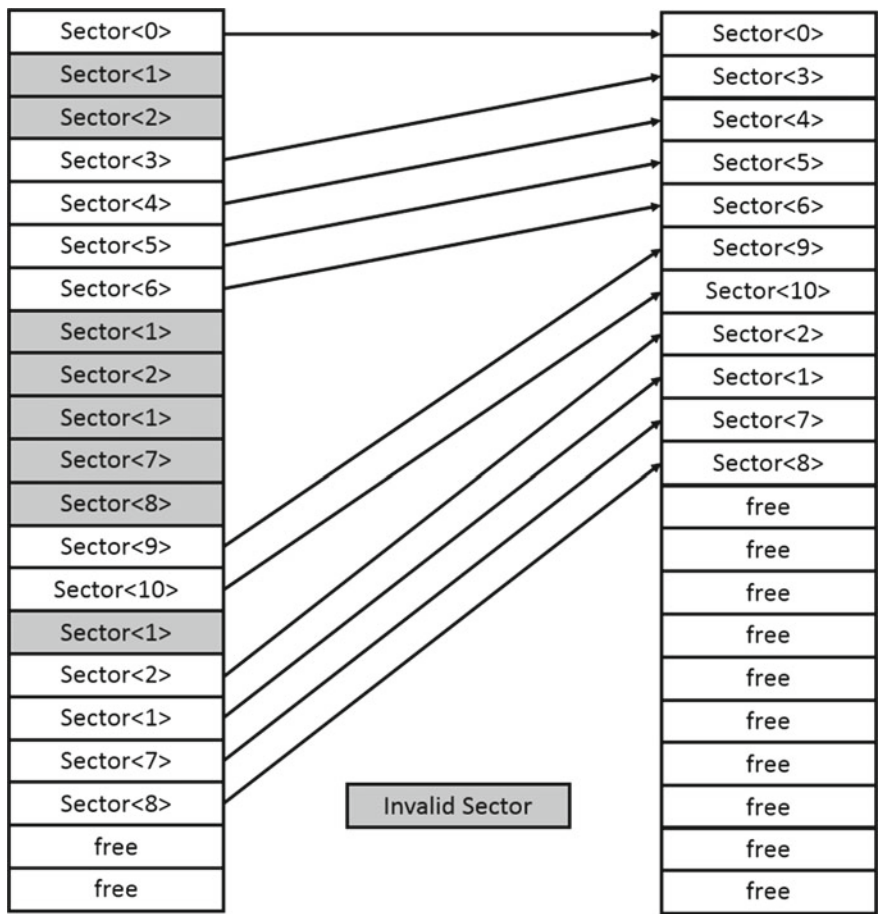 Sector<0>
Sector<1>
Sector<2>
Sector<3>
Sector<4>
Sector<5>
Sector<6>
Sector<1>
Sector<2>
Sector<1>
Sector<7>
Sector<8>
Sector<9>
Sector<10>
Sector<1>
Sector<2>
Sector<1>
Sector<7>
Sector<8>
free
free
Invalid Sector
Sector<0>
Sector<3>
Sector<4>
Sector<5>
Sector<6>
Sector<9>
Sector<10>
Sector<2>
Sector<1>
Sector<7>
Sector<8>
free
free
free
free
free
free
free
free
free
free